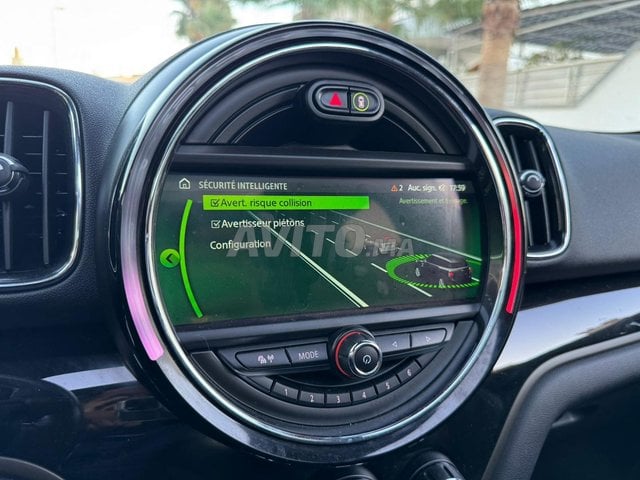 SÉCURITÉ INTELLIGENTE
2 Auc. sign. 17:59
Avert. risque collision
Avertissement et
Avertisseur piétons
Configuration
AVITO.MA
MODE
1 2 3 4 5 6